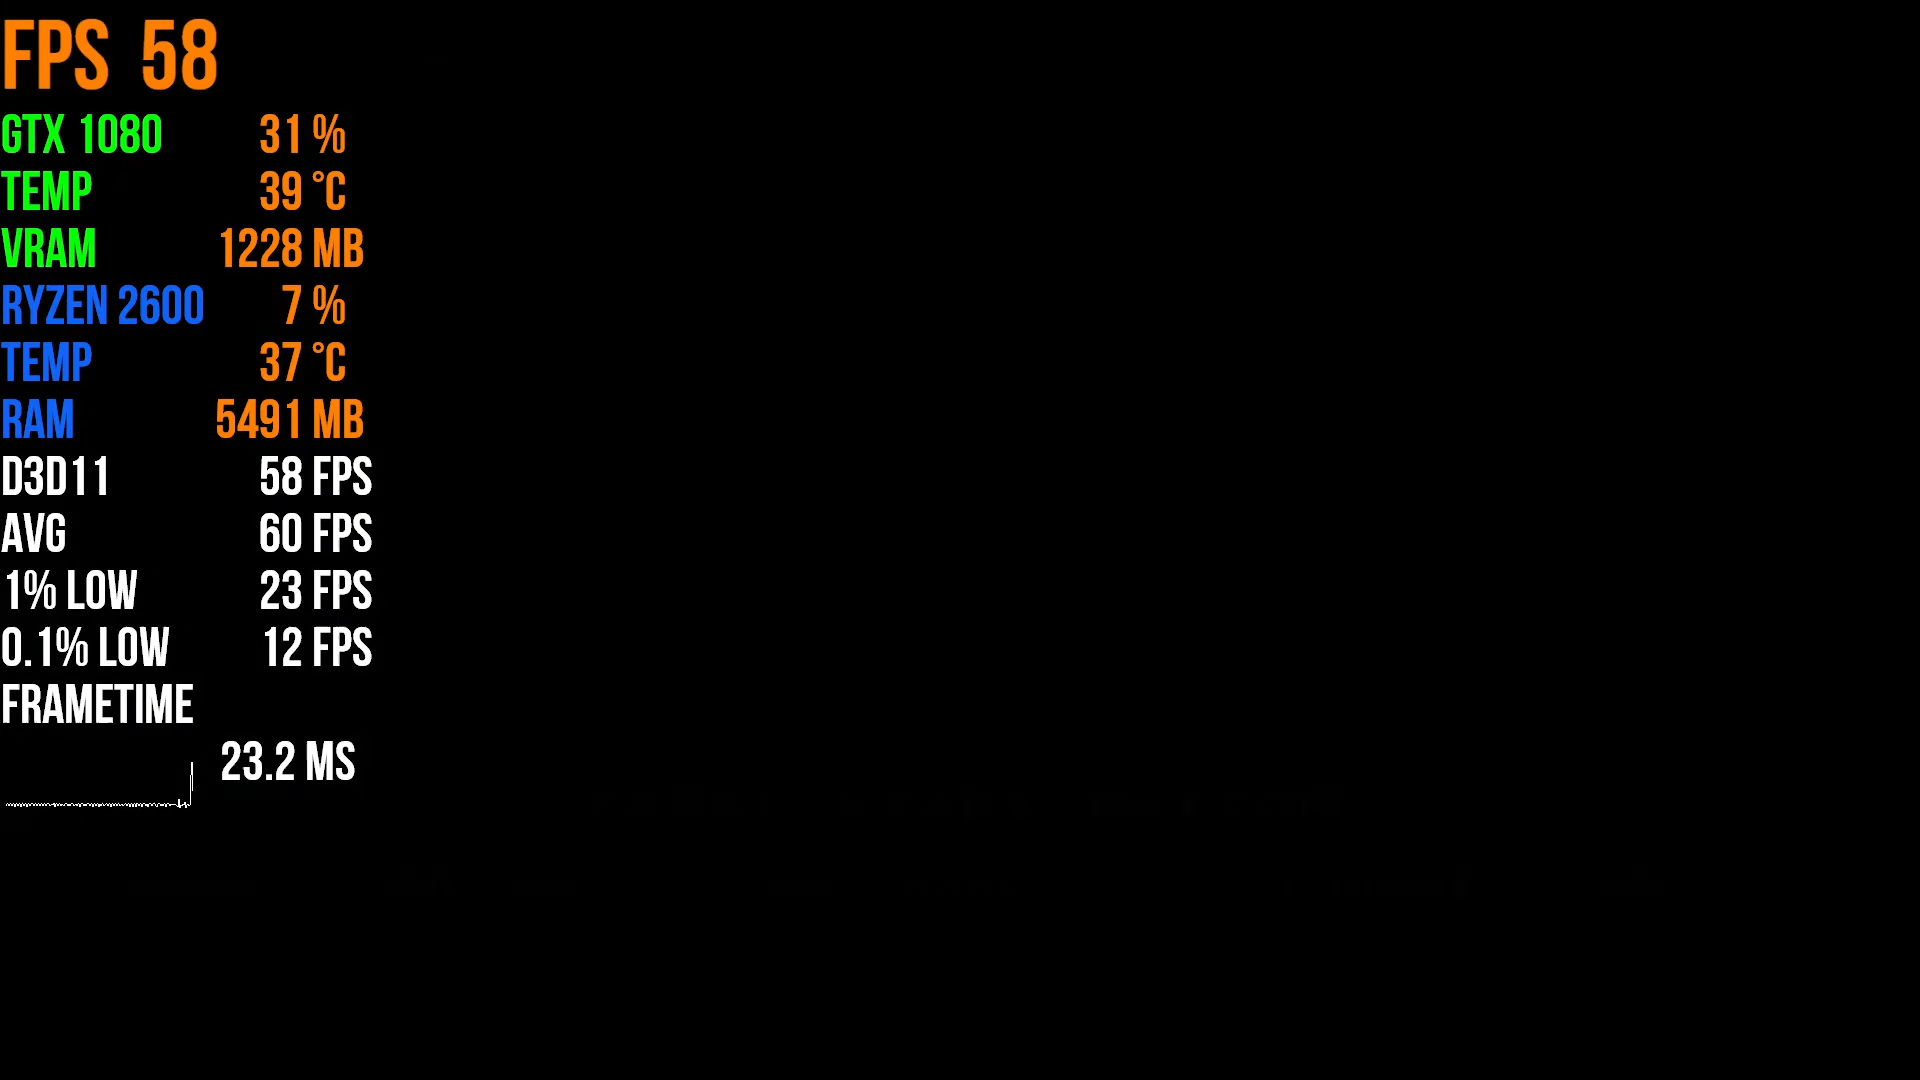 FPS 58
GTX 1080 31 %
TEMP 39 °C
VRAM 1228 MB
RYZEN 2600 7 %
TEMP 37 °C
RAM 5491 MB
D3D11 58 FPS
AVG 60 FPS
1% LOW 23 FPS
0.1% LOW 12 FPS
FRAMETIME
23.2 MS